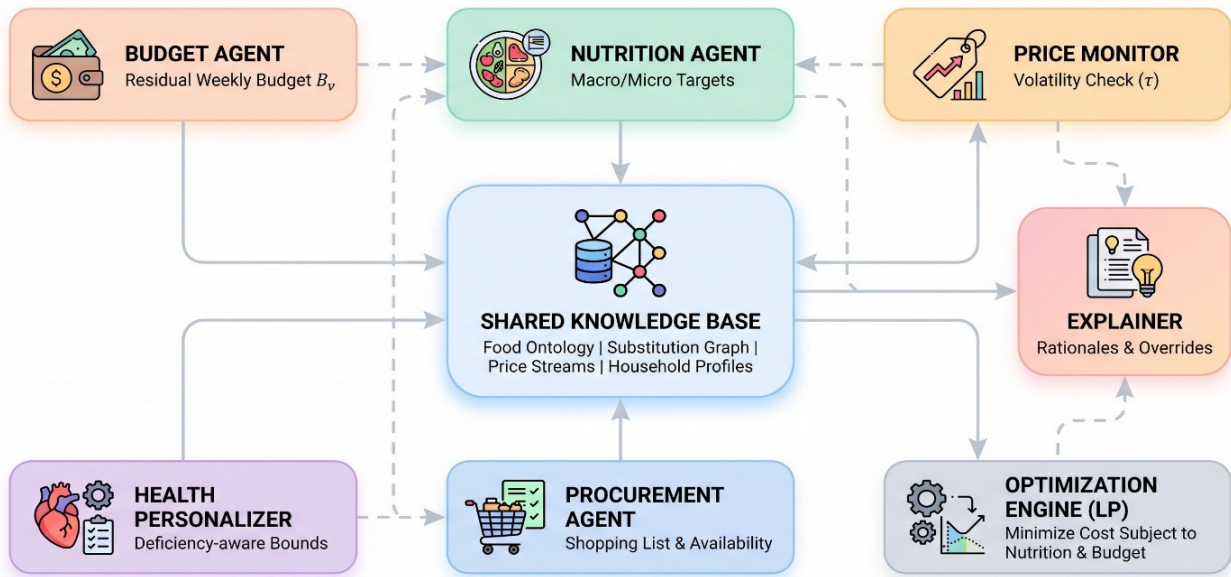 BUDGET AGENT
Residual Weekly Budget Bᵥ
NUTRITION AGENT
Macro/Micro Targets
PRICE MONITOR
Volatility Check (τ)
SHARED KNOWLEDGE BASE
Food Ontology | Substitution Graph |
Price Streams | Household Profiles
EXPLAINER
Rationales & Overrides
HEALTH
PERSONALIZER
Deficiency-aware Bounds
PROCUREMENT
AGENT
Shopping List & Availability
OPTIMIZATION
ENGINE (LP)
Minimize Cost Subject to
Nutrition & Budget